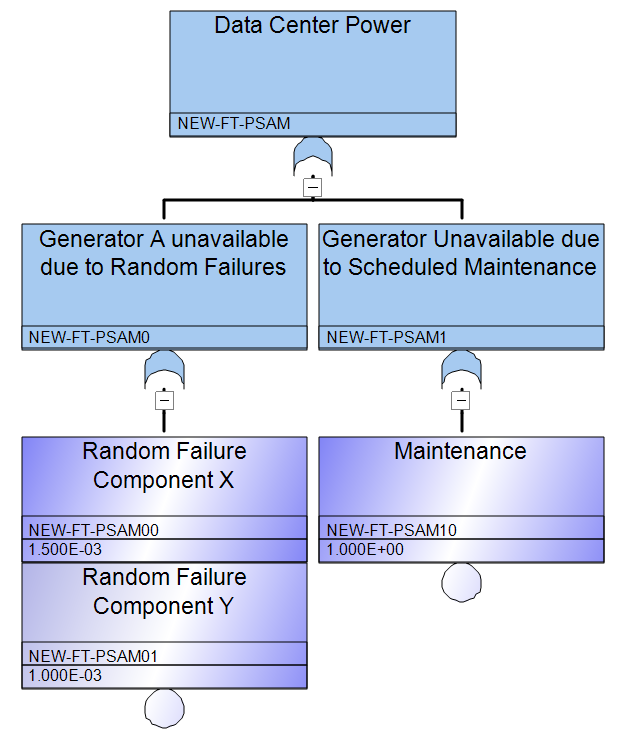 Data Center Power
NEW-FT-PSAM
Generator A unavailable
due to Random Failures
NEW-FT-PSAM0
Generator Unavailable due
to Scheduled Maintenance
NEW-FT-PSAM1
Random Failure
Component X
NEW-FT-PSAM00
1.500E-03
Random Failure
Component Y
NEW-FT-PSAM01
1.000E-03
Maintenance
NEW-FT-PSAM10
1.000E+00